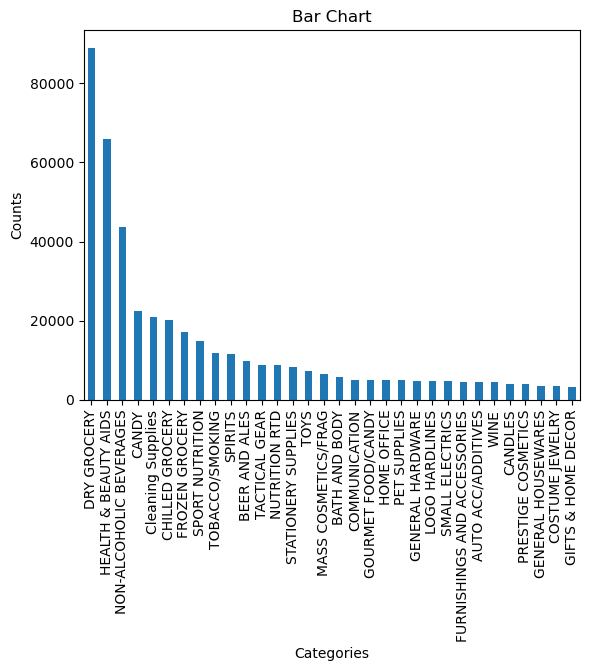 Bar Chart
Counts
80000
60000
40000
20000
0
DRY GROCERY
HEALTH & BEAUTY AIDS
NON-ALCOHOLIC BEVERAGES
CANDY
Cleaning Supplies
CHILLED GROCERY
FROZEN GROCERY
SPORT NUTRITION
TOBACCO/SMOKING
SPIRITS
BEER AND ALES
TACTICAL GEAR
NUTRITION RTD
STATIONERY SUPPLIES
TOYS
MASS COSMETICS/FRAG
BATH AND BODY
COMMUNICATION
GOURMET FOOD/CANDY
HOME OFFICE
PET SUPPLIES
GENERAL HARDWARE
LOGO HARDLINES
SMALL ELECTRICS
FURNISHINGS AND ACCESSORIES
AUTO ACC/ADDITIVES
WINE
CANDLES
PRESTIGE COSMETICS
GENERAL HOUSEWARES
COSTUME JEWELRY
GIFTS & HOME DECOR
Categories